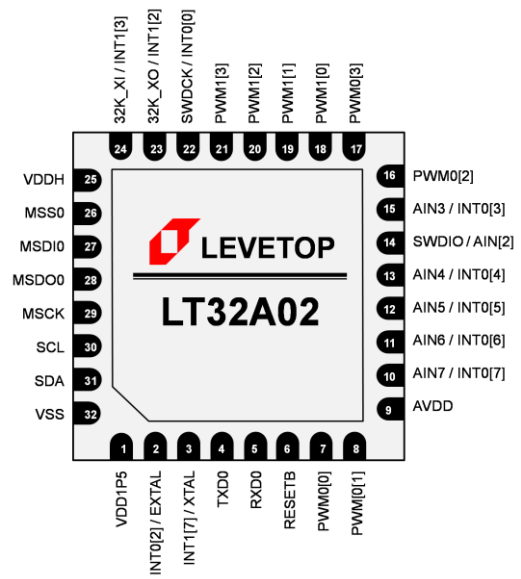 32K_XI / INT1[3]
32K_XO / INT1[2]
SWDCK / INT0[0]
PWM1[3]
PWM1[2]
PWM1[1]
PWM1[0]
PWM0[3]
24 23 22 21 20 19 18 17
VDDH 25
MSS0 26
MSDI0 27
MSDO0 28
MSCK 29
SCL 30
SDA 31
VSS 32
LEVETOP
LT32A02
16 PWM0[2]
15 AIN3 / INT0[3]
14 SWDIO / AIN[2]
13 AIN4 / INT0[4]
12 AIN5 / INT0[5]
11 AIN6 / INT0[6]
10 AIN7 / INT0[7]
9 AVDD
1 2 3 4 5 6 7 8
VDD1P5
INT0[2] / EXTAL
INT1[7] / XTAL
TXD0
RXD0
RESETB
PWM0[0]
PWM0[1]